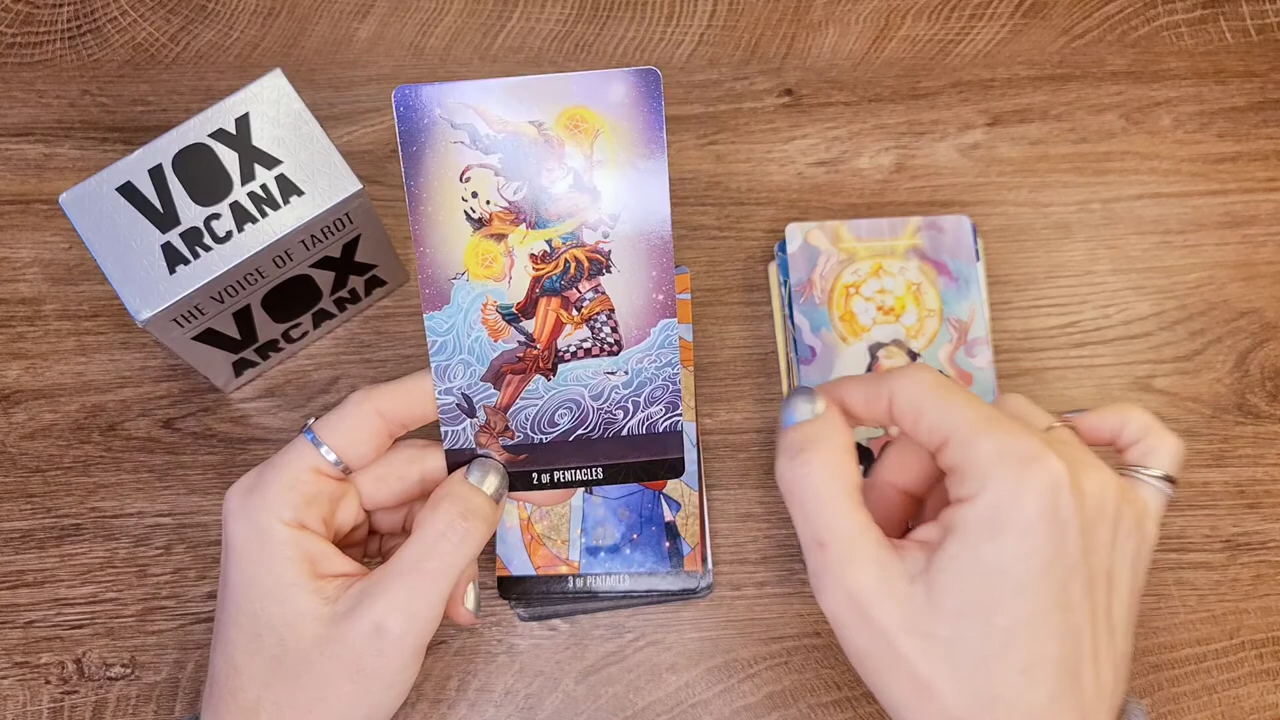 VOX
ARCANA
THE VOICE OF TAROT
VOX
ARCANA
2 OF PENTACLES
3 OF PENTACLES